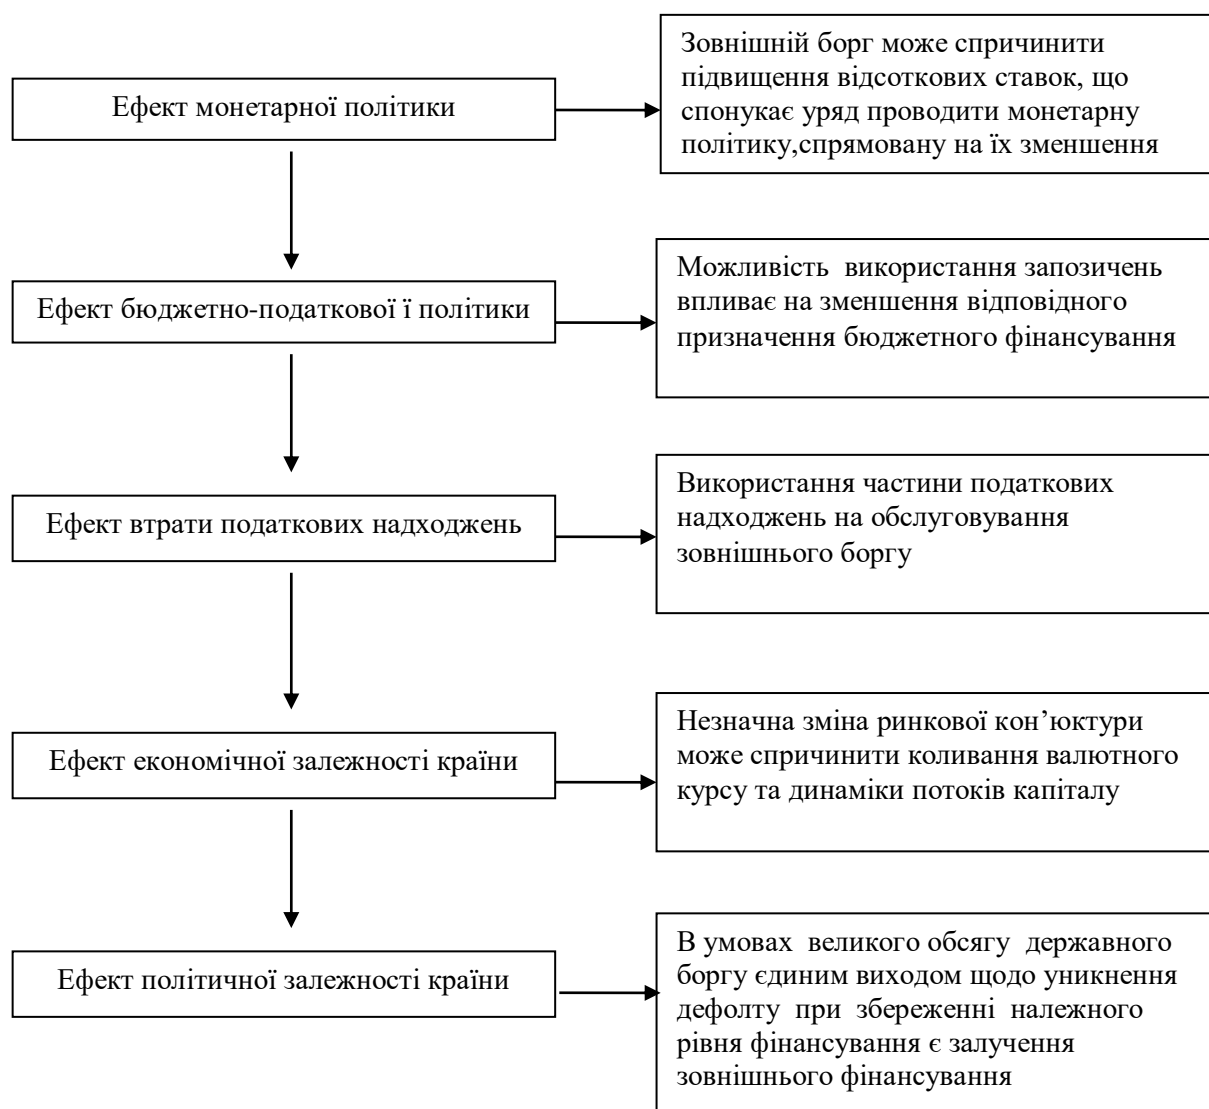 Ефект монетарної політики
Зовнішній борг може спричинити
підвищення відсоткових ставок, що
спонукає уряд проводити монетарну
політику,спрямовану на їх зменшення
Ефект бюджетно-податкової ї політики
Можливість використання запозичень
впливає на зменшення відповідного
призначення бюджетного фінансування
Ефект втрати податкових надходжень
Використання частини податкових
надходжень на обслуговування
зовнішнього боргу
Ефект економічної залежності країни
Незначна зміна ринкової кон’юктури
може спричинити коливання валютного
курсу та динаміки потоків капіталу
Ефект політичної залежності країни
В умовах великого обсягу державного
боргу єдиним виходом щодо уникнення
дефолту при збереженні належного
рівня фінансування є залучення
зовнішнього фінансування